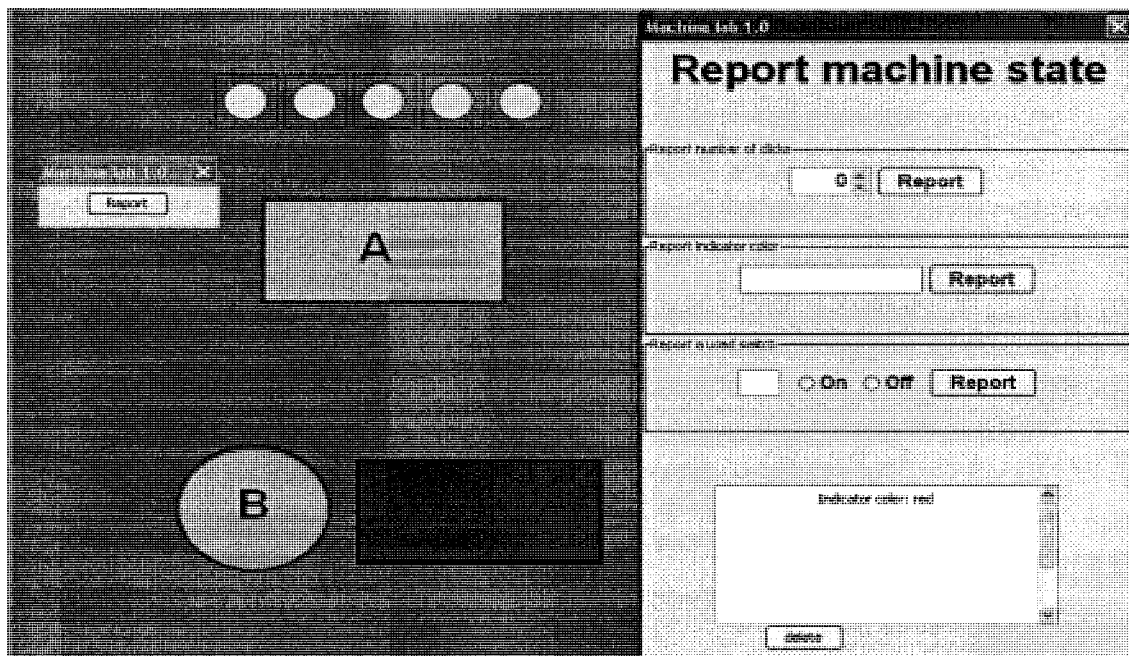 Machine lab 1.0
Report
A
B
Machine lab 1.0
Report machine state
Report number of clicks
0 Report
Report indicator color
Report
Report a used switch
On Off Report
Indicator color: red
delete